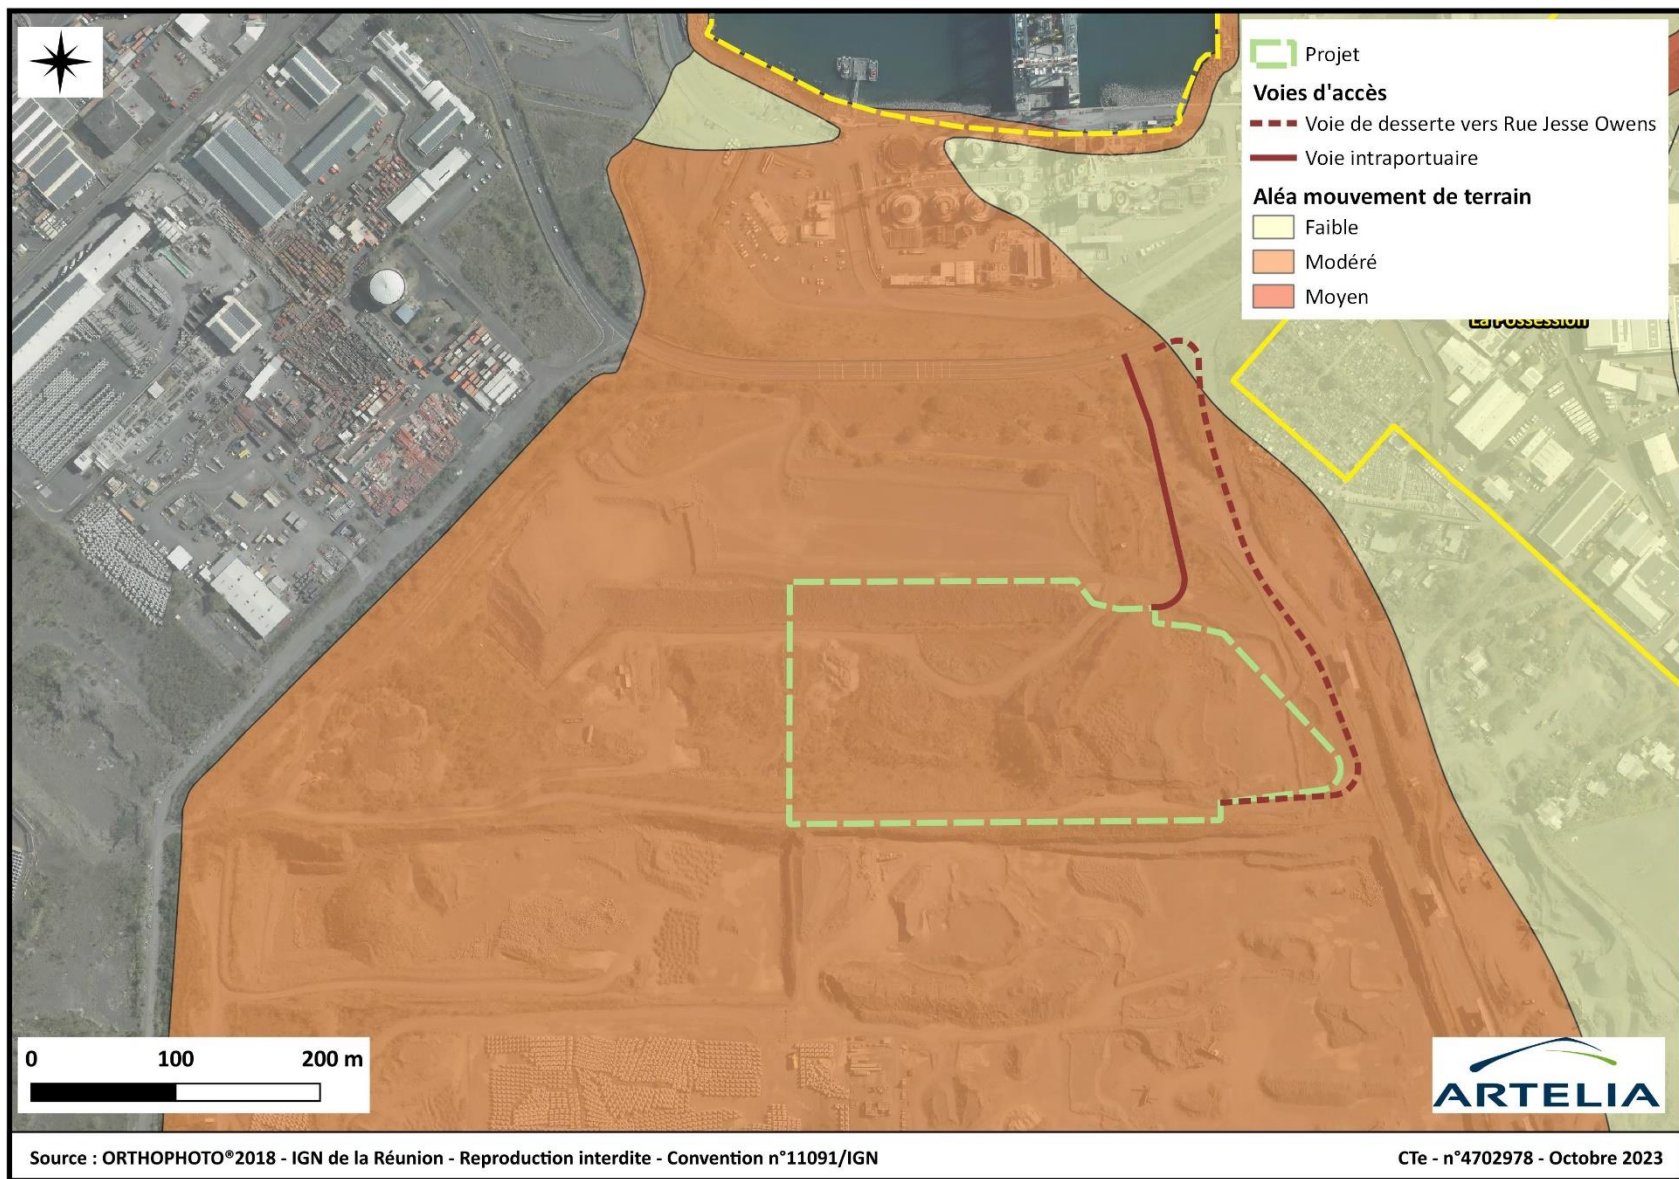 Projet
Voies d'accès
Voie de desserte vers Rue Jesse Owens
Voie intraportuaire
Aléa mouvement de terrain
Faible
Modéré
Moyen
La Possession
0 100 200 m
ARTELIA
Source : ORTHOPHOTO®2018 - IGN de la Réunion - Reproduction interdite - Convention n°11091/IGN
CTe - n°4702978 - Octobre 2023